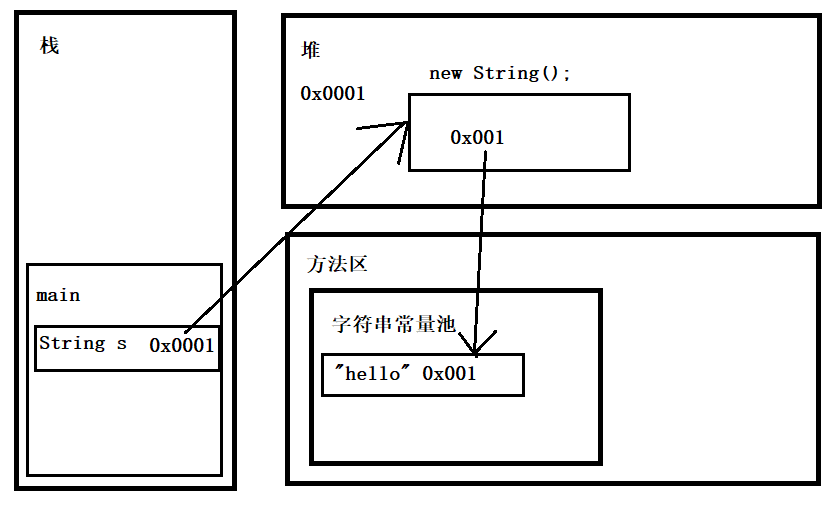 栈
main
String s 0x0001
堆
new String();
0x0001
0x001
方法区
字符串常量池
"hello" 0x001